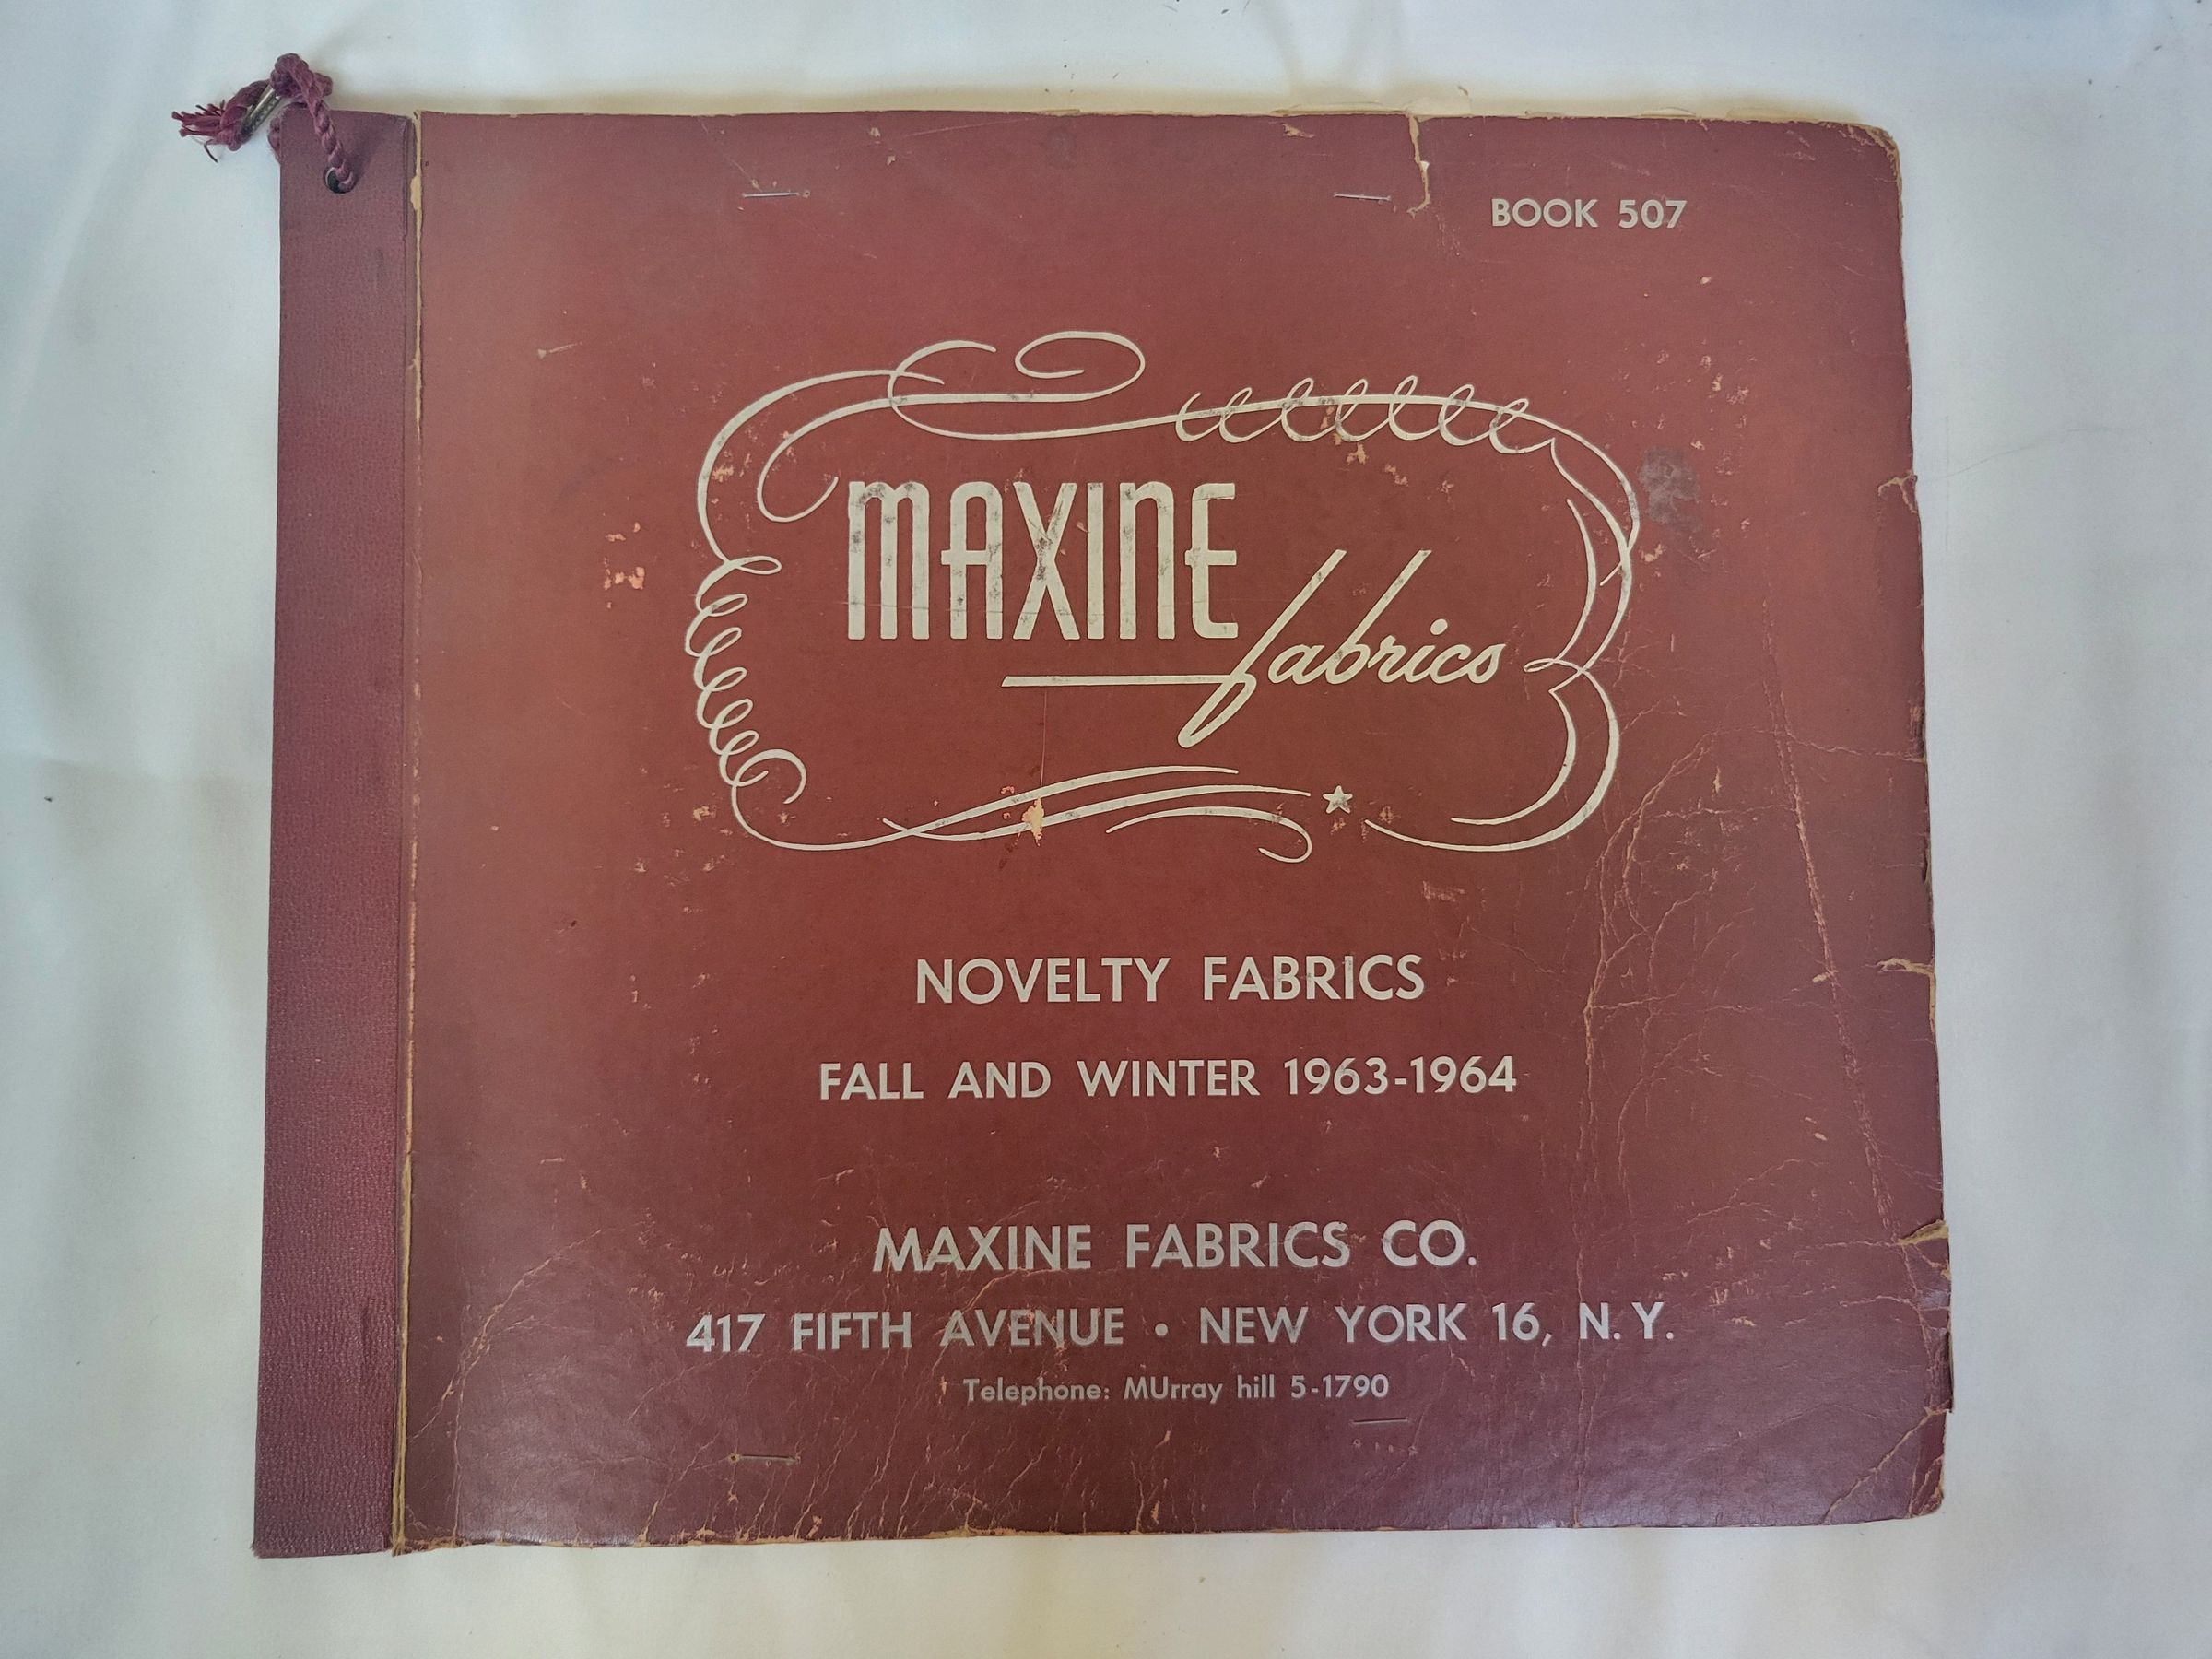 BOOK 507
MAXINE
fabrics
NOVELTY FABRICS
FALL AND WINTER 1963-1964
MAXINE FABRICS CO.
417 FIFTH AVENUE • NEW YORK 16, N.Y.
Telephone: MUrray hill 5-1790